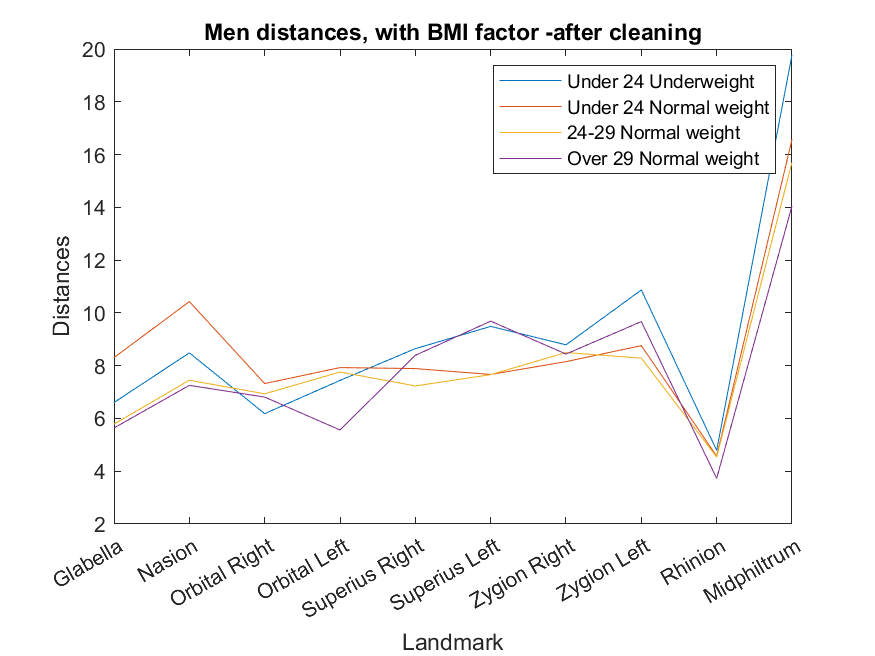 Men distances, with BMI factor -after cleaning
Under 24 Underweight
Under 24 Normal weight
24-29 Normal weight
Over 29 Normal weight
20
18
16
14
12
10
8
6
4
2
Distances
Glabella
Nasion
Orbital Right
Orbital Left
Superius Right
Superius Left
Zygion Right
Zygion Left
Rhinion
Midphiltrum
Landmark